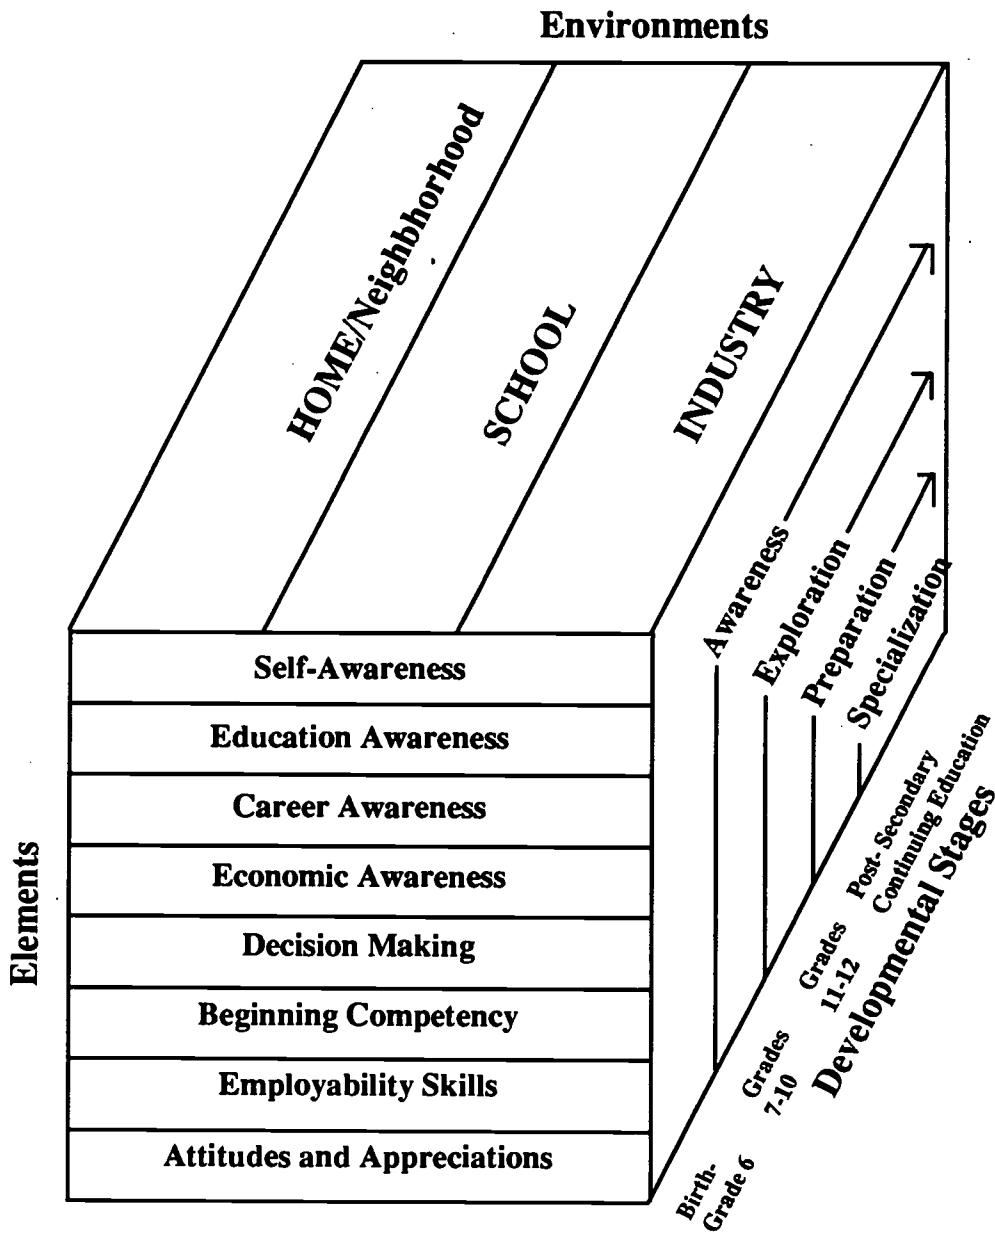 Environments
HOME/Neighbhorhood
SCHOOL
INDUSTRY
Awareness
Exploration
Preparation
Specialization
Elements
Self-Awareness
Education Awareness
Career Awareness
Economic Awareness
Decision Making
Beginning Competency
Employability Skills
Attitudes and Appreciations
Birth-
Grade 6
Grades
7-10
Grades
11-12
Post- Secondary
Continuing Education
Developmental Stages